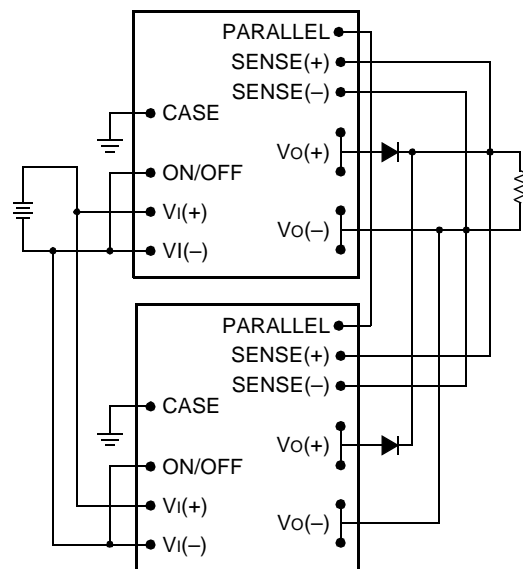 PARALLEL
SENSE(+)
SENSE(–)
CASE
VO(+)
ON/OFF
VI(+)
VO(–)
VI(–)
PARALLEL
SENSE(+)
SENSE(–)
CASE
VO(+)
ON/OFF
VI(+)
VO(–)
VI(–)